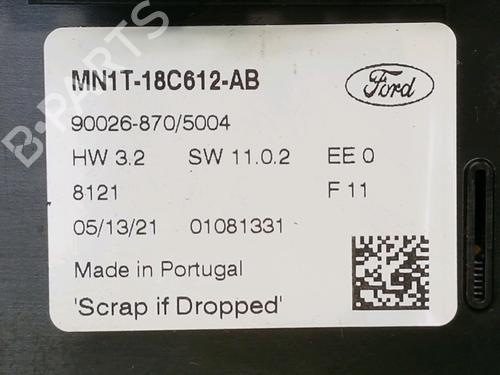 MN1T-18C612-AB
Ford
90026-870/5004
HW 3.2 SW 11.0.2 EE 0
8121 F 11
05/13/21 01081331
Made in Portugal
'Scrap if Dropped'
B-PARTS